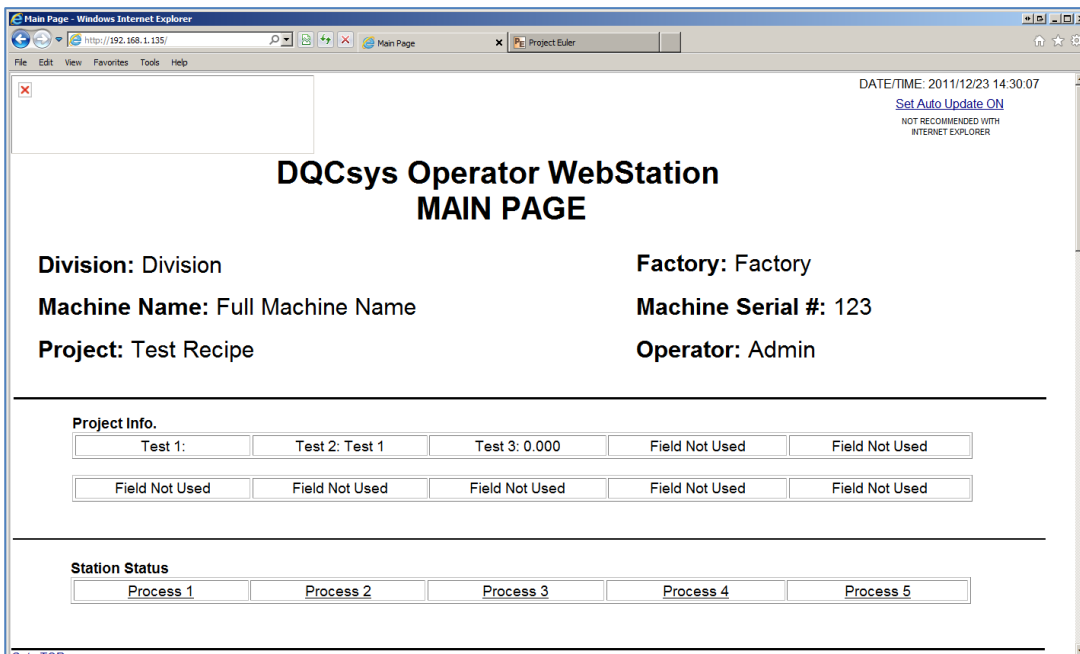 Main Page - Windows Internet Explorer
http://192.168.1.135/
Main Page
Project Euler
File Edit View Favorites Tools Help
DATE/TIME: 2011/12/23 14:30:07
Set Auto Update ON
NOT RECOMMENDED WITH
INTERNET EXPLORER
DQCsys Operator WebStation
MAIN PAGE
Division: Division Factory: Factory
Machine Name: Full Machine Name Machine Serial #: 123
Project: Test Recipe Operator: Admin
Project Info.
Test 1: Test 2: Test 1 Test 3: 0.000 Field Not Used Field Not Used
Field Not Used Field Not Used Field Not Used Field Not Used Field Not Used
Station Status
Process 1 Process 2 Process 3 Process 4 Process 5